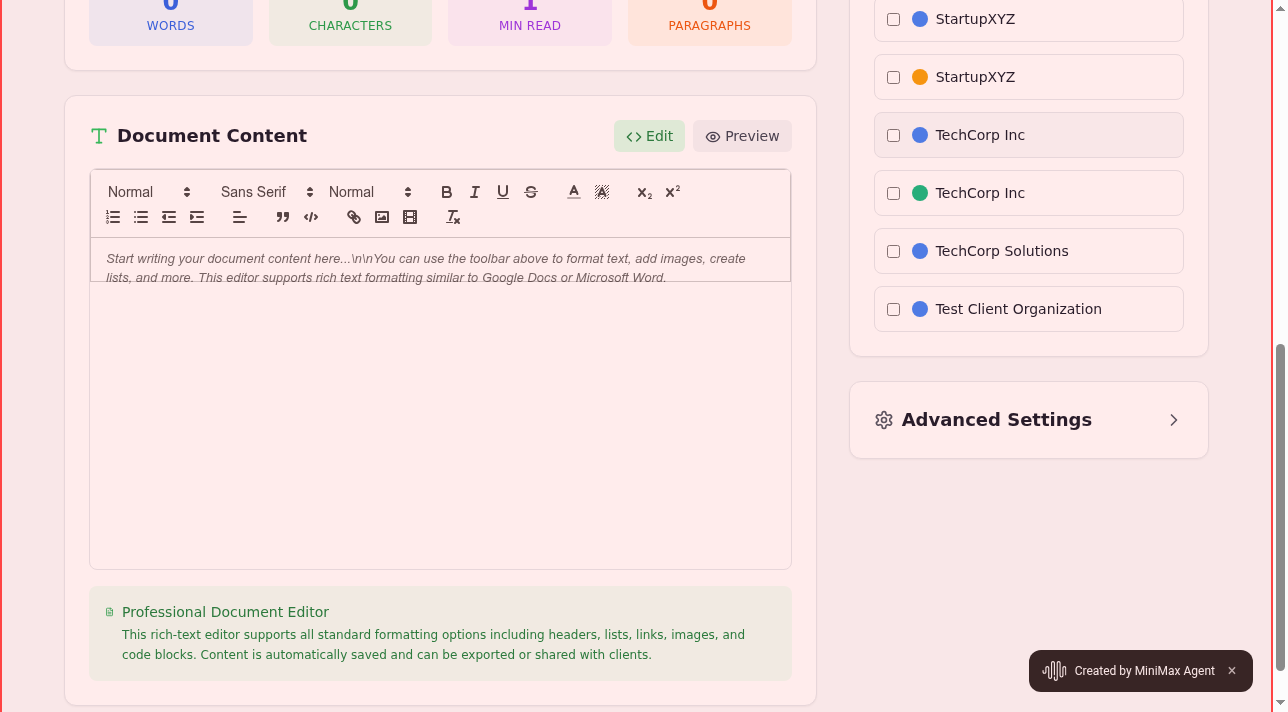 0
WORDS
0
CHARACTERS
1
MIN READ
0
PARAGRAPHS
Document Content
Edit
Preview
Normal
Sans Serif
Normal
Start writing your document content here...\n\nYou can use the toolbar above to format text, add images, create
lists, and more. This editor supports rich text formatting similar to Google Docs or Microsoft Word.
Professional Document Editor
This rich-text editor supports all standard formatting options including headers, lists, links, images, and
code blocks. Content is automatically saved and can be exported or shared with clients.
StartupXYZ
StartupXYZ
TechCorp Inc
TechCorp Inc
TechCorp Solutions
Test Client Organization
Advanced Settings
Created by MiniMax Agent